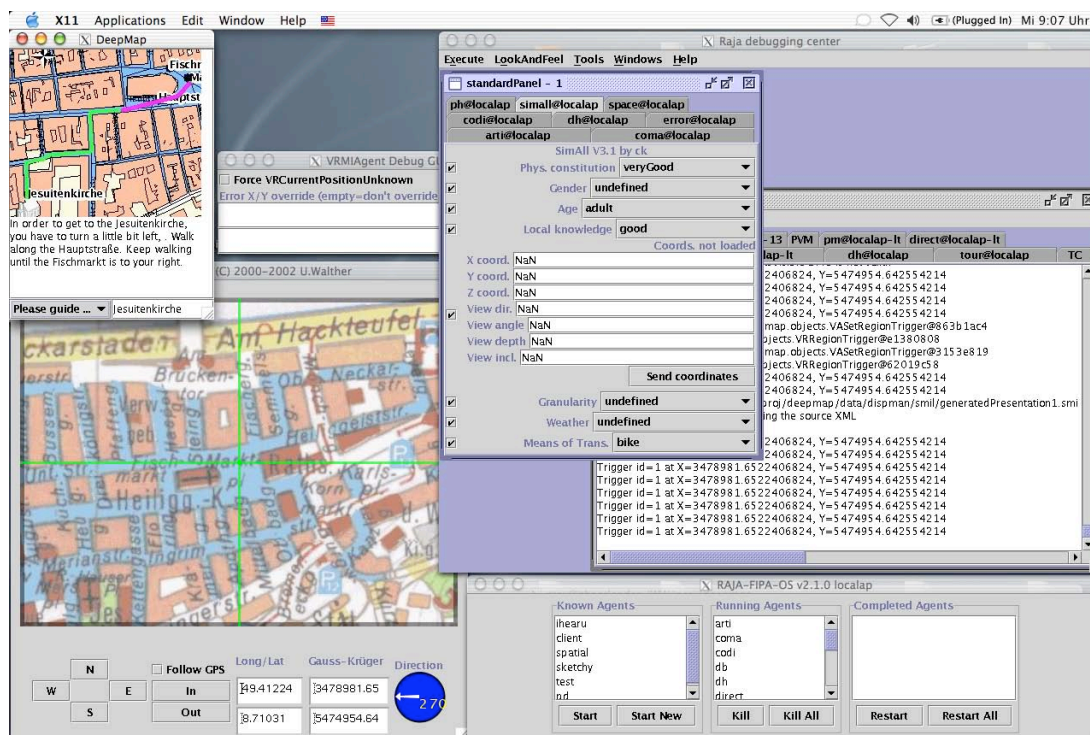 X11 Applications Edit Window Help
(Plugged In) Mi 9:07 Uhr
DeepMap
Fischr
Ma
Hauptst
Jesuitenkirche
In order to get to the Jesuitenkirche,
you have to turn a little bit left, . Walk
along the Hauptstraße. Keep walking
until the Fischmarkt is to your right.
Please guide ... Jesuitenkirche
VRMIAgent Debug GU
Force VRCurrentPositionUnknown
Error X/Y override (empty=don't override
(C) 2000-2002 U.Walther
Am Hackteufel
Neckar-
str.
Heiligg.
Long/Lat Gauss-Krüger Direction
N
W E
S
Follow GPS
In
Out
49.41224 3478981.65
8.71031 5474954.64
270
Raja debugging center
Execute LookAndFeel Tools Windows Help
standardPanel - 1
ph@localap simall@localap space@localap
codi@localap dh@localap error@localap
arti@localap coma@localap
SimAll V3.1 by ck
Phys. constitution veryGood
Gender undefined
Age adult
Local knowledge good
Coords. not loaded
X coord. NaN
Y coord. NaN
Z coord. NaN
View dir. NaN
View angle NaN
View depth NaN
View incl. NaN
Send coordinates
Granularity undefined
Weather undefined
Means of Trans. bike
- 13 PVM pm@localap-lt direct@localap-lt
lap-lt dh@localap tour@localap TC
2406824, Y=5474954.642554214
2406824, Y=5474954.642554214
2406824, Y=5474954.642554214
2406824, Y=5474954.642554214
map.objects.VASetRegionTrigger@863b1ac4
bjects.VRRegionTrigger@e1380808
map.objects.VASetRegionTrigger@3153e819
bjects.VRRegionTrigger@62019c58
2406824, Y=5474954.642554214
2406824, Y=5474954.642554214
proj/deepmap/data/dispman/smil/generatedPresentation1.smi
ing the source XML
2406824, Y=5474954.642554214
2406824, Y=5474954.642554214
Trigger id=1 at X=3478981.6522406824, Y=5474954.642554214
Trigger id=1 at X=3478981.6522406824, Y=5474954.642554214
Trigger id=1 at X=3478981.6522406824, Y=5474954.642554214
Trigger id=1 at X=3478981.6522406824, Y=5474954.642554214
Trigger id=1 at X=3478981.6522406824, Y=5474954.642554214
Trigger id=1 at X=3478981.6522406824, Y=5474954.642554214
RAJA-FIPA-OS v2.1.0 localap
Known Agents Running Agents Completed Agents
ihearu arti
client coma
spatial codi
sketchy db
test dh
nd direct
Start Start New Kill Kill All Restart Restart All